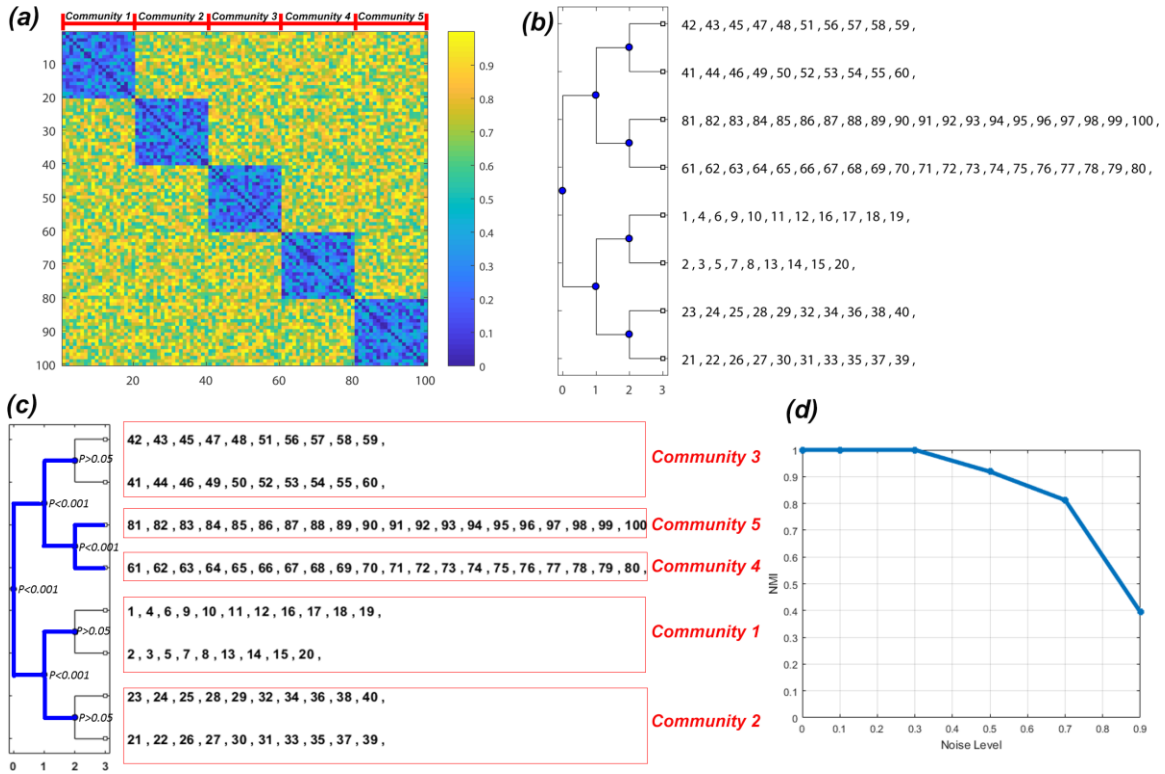 (a)
Community 1 Community 2 Community 3 Community 4 Community 5
10
20
30
40
50
60
70
80
90
100
20 40 60 80 100
0.9
0.8
0.7
0.6
0.5
0.4
0.3
0.2
0.1
0
(b)
42 , 43 , 45 , 47 , 48 , 51 , 56 , 57 , 58 , 59 ,
41 , 44 , 46 , 49 , 50 , 52 , 53 , 54 , 55 , 60 ,
81 , 82 , 83 , 84 , 85 , 86 , 87 , 88 , 89 , 90 , 91 , 92 , 93 , 94 , 95 , 96 , 97 , 98 , 99 , 100 ,
61 , 62 , 63 , 64 , 65 , 66 , 67 , 68 , 69 , 70 , 71 , 72 , 73 , 74 , 75 , 76 , 77 , 78 , 79 , 80 ,
1 , 4 , 6 , 9 , 10 , 11 , 12 , 16 , 17 , 18 , 19 ,
2 , 3 , 5 , 7 , 8 , 13 , 14 , 15 , 20 ,
23 , 24 , 25 , 28 , 29 , 32 , 34 , 36 , 38 , 40 ,
21 , 22 , 26 , 27 , 30 , 31 , 33 , 35 , 37 , 39 ,
0 1 2 3
(c)
P>0.05
P<0.001
P<0.001
P<0.001
P>0.05
P<0.001
P>0.05
0 1 2 3
42 , 43 , 45 , 47 , 48 , 51 , 56 , 57 , 58 , 59 ,
41 , 44 , 46 , 49 , 50 , 52 , 53 , 54 , 55 , 60 ,
Community 3
81 , 82 , 83 , 84 , 85 , 86 , 87 , 88 , 89 , 90 , 91 , 92 , 93 , 94 , 95 , 96 , 97 , 98 , 99 , 100
Community 5
61 , 62 , 63 , 64 , 65 , 66 , 67 , 68 , 69 , 70 , 71 , 72 , 73 , 74 , 75 , 76 , 77 , 78 , 79 , 80 ,
Community 4
1 , 4 , 6 , 9 , 10 , 11 , 12 , 16 , 17 , 18 , 19 ,
2 , 3 , 5 , 7 , 8 , 13 , 14 , 15 , 20 ,
Community 1
23 , 24 , 25 , 28 , 29 , 32 , 34 , 36 , 38 , 40 ,
21 , 22 , 26 , 27 , 30 , 31 , 33 , 35 , 37 , 39 ,
Community 2
(d)
1
0.9
0.8
0.7
0.6
0.5
0.4
0.3
0.2
0.1
0
NMI
0 0.1 0.2 0.3 0.4 0.5 0.6 0.7 0.8 0.9
Noise Level